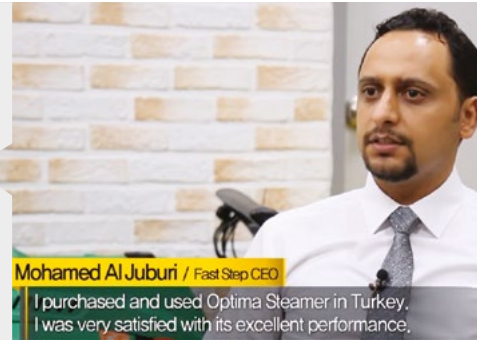 Mohamed Al Juburi / Fast Step CEO
I purchased and used Optima Steamer in Turkey.
I was very satisfied with its excellent performance,